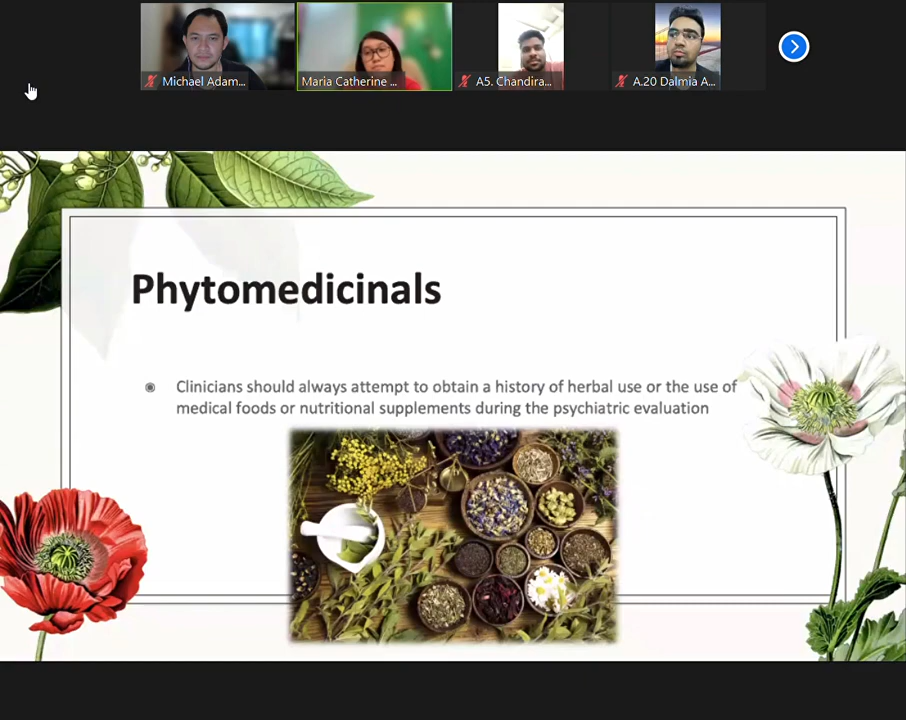 Michael Adam...
Maria Catherine ...
A5. Chandira...
A.20 Dalmia A...
Phytomedicinals
Clinicians should always attempt to obtain a history of herbal use or the use of
medical foods or nutritional supplements during the psychiatric evaluation